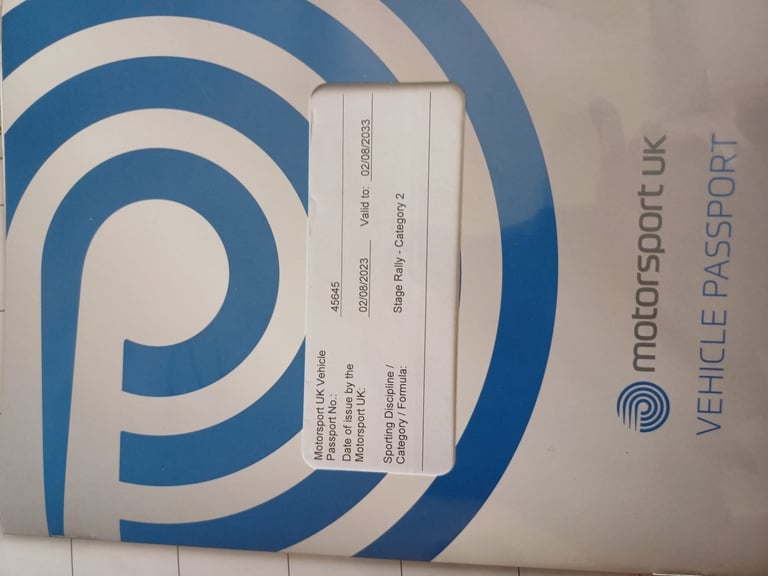 Motorsport UK Vehicle
Passport No.: 45645
Date of issue by the
Motorsport UK: 02/08/2023 Valid to: 02/08/2033
Sporting Discipline /
Category / Formula: Stage Rally - Category 2
motorsport UK
VEHICLE PASSPORT